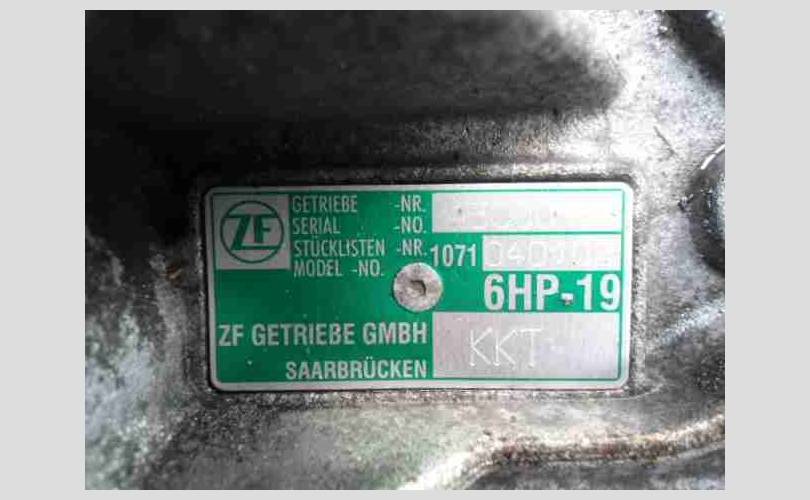 ZF
GETRIEBE -NR.
SERIAL -NO.
STÜCKLISTEN -NR. 1071
MODEL -NO.
6HP-19
ZF GETRIEBE GMBH KKT
SAARBRÜCKEN